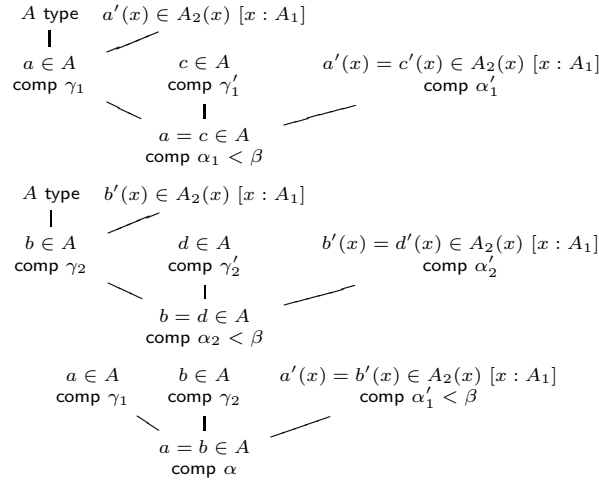 A type a′(x) ∈ A₂(x) [x : A₁]
a ∈ A c ∈ A a′(x) = c′(x) ∈ A₂(x) [x : A₁]
comp γ₁ comp γ′₁ comp α′₁
a = c ∈ A
comp α₁ < β
A type b′(x) ∈ A₂(x) [x : A₁]
b ∈ A d ∈ A b′(x) = d′(x) ∈ A₂(x) [x : A₁]
comp γ₂ comp γ′₂ comp α′₂
b = d ∈ A
comp α₂ < β
a ∈ A b ∈ A a′(x) = b′(x) ∈ A₂(x) [x : A₁]
comp γ₁ comp γ₂ comp α′₁ < β
a = b ∈ A
comp α